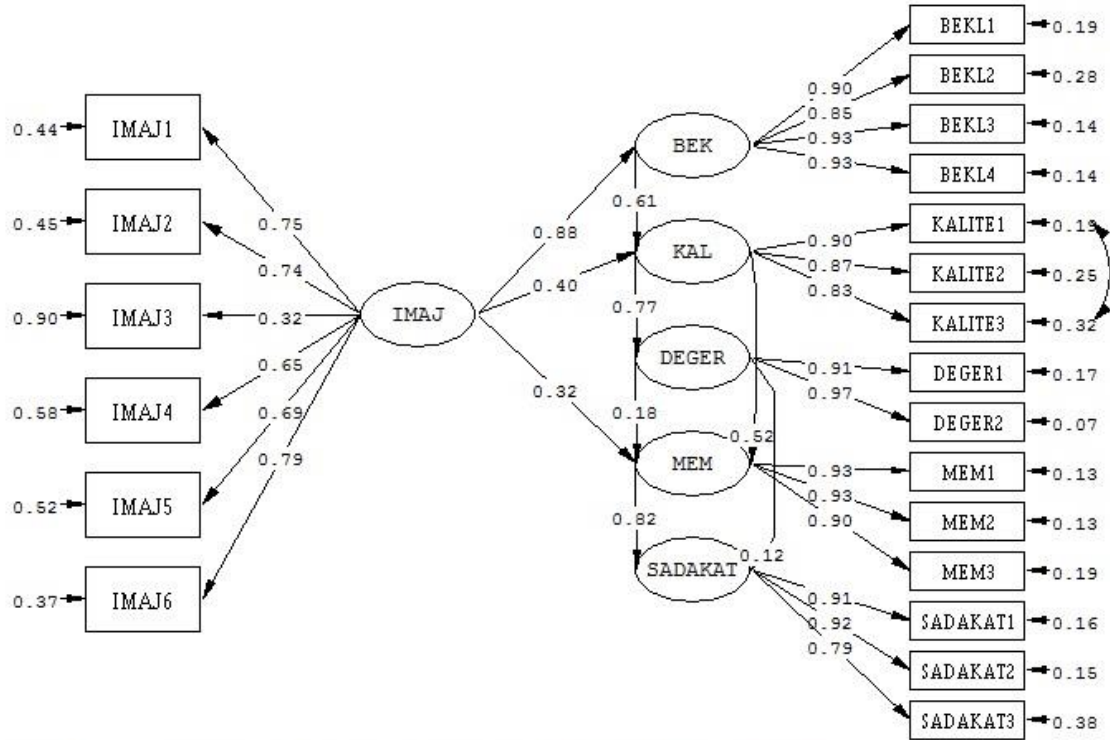 BEKL1 0.19
BEKL2 0.28
0.90
0.85
0.44 IMAJ1
BEKL3 0.14
BEK
0.93
0.93
BEKL4 0.14
0.61
0.45 IMAJ2
0.75
KALITE1 0.19
0.88
0.90
KAL
0.74
KALITE2 0.25
0.87
0.40
0.83
0.90 IMAJ3
0.32
IMAJ
0.77
KALITE3 0.32
DEGER
0.65
0.91
DEGER1 0.17
0.58 IMAJ4
0.32
0.97
0.69
0.18
DEGER2 0.07
0.52
0.79
MEM
0.93
MEM1 0.13
0.93
0.52 IMAJ5
0.82
0.90
MEM2 0.13
0.12
SADAKAT
MEM3 0.19
0.37 IMAJ6
0.91
SADAKAT1 0.16
0.92
0.79
SADAKAT2 0.15
SADAKAT3 0.38